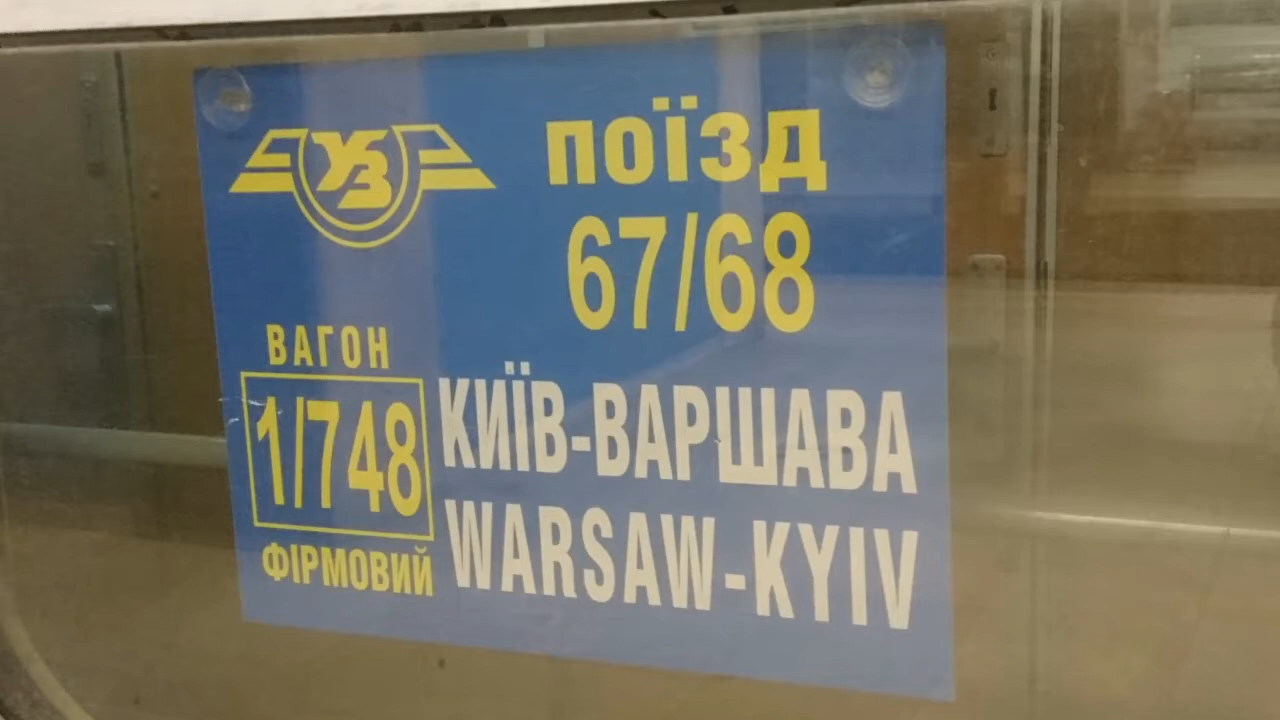 УЗ
поїзд
67/68
ВАГОН
1/748
ФІРМОВИЙ
КИЇВ-ВАРШАВА
WARSAW-KYIV